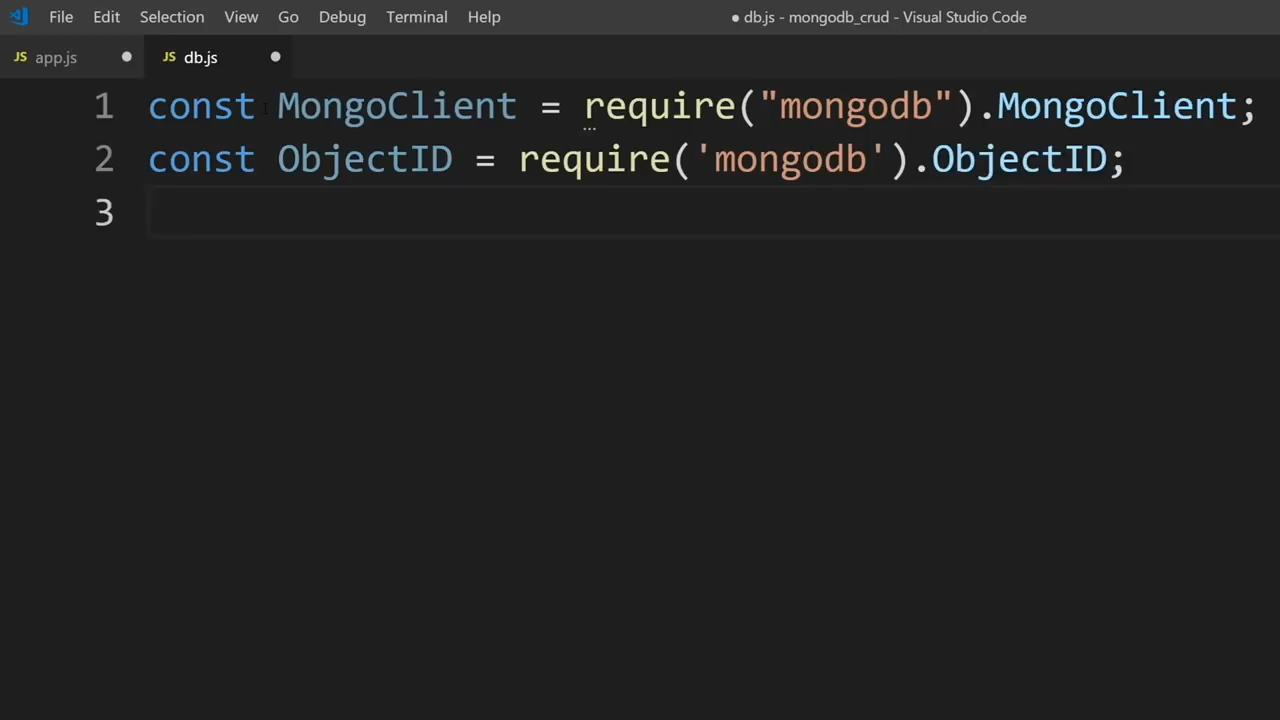 File Edit Selection View Go Debug Terminal Help ● db.js - mongodb_crud - Visual Studio Code
JS app.js ● JS db.js ●
1 const MongoClient = require("mongodb").MongoClient;
2 const ObjectID = require('mongodb').ObjectID;
3